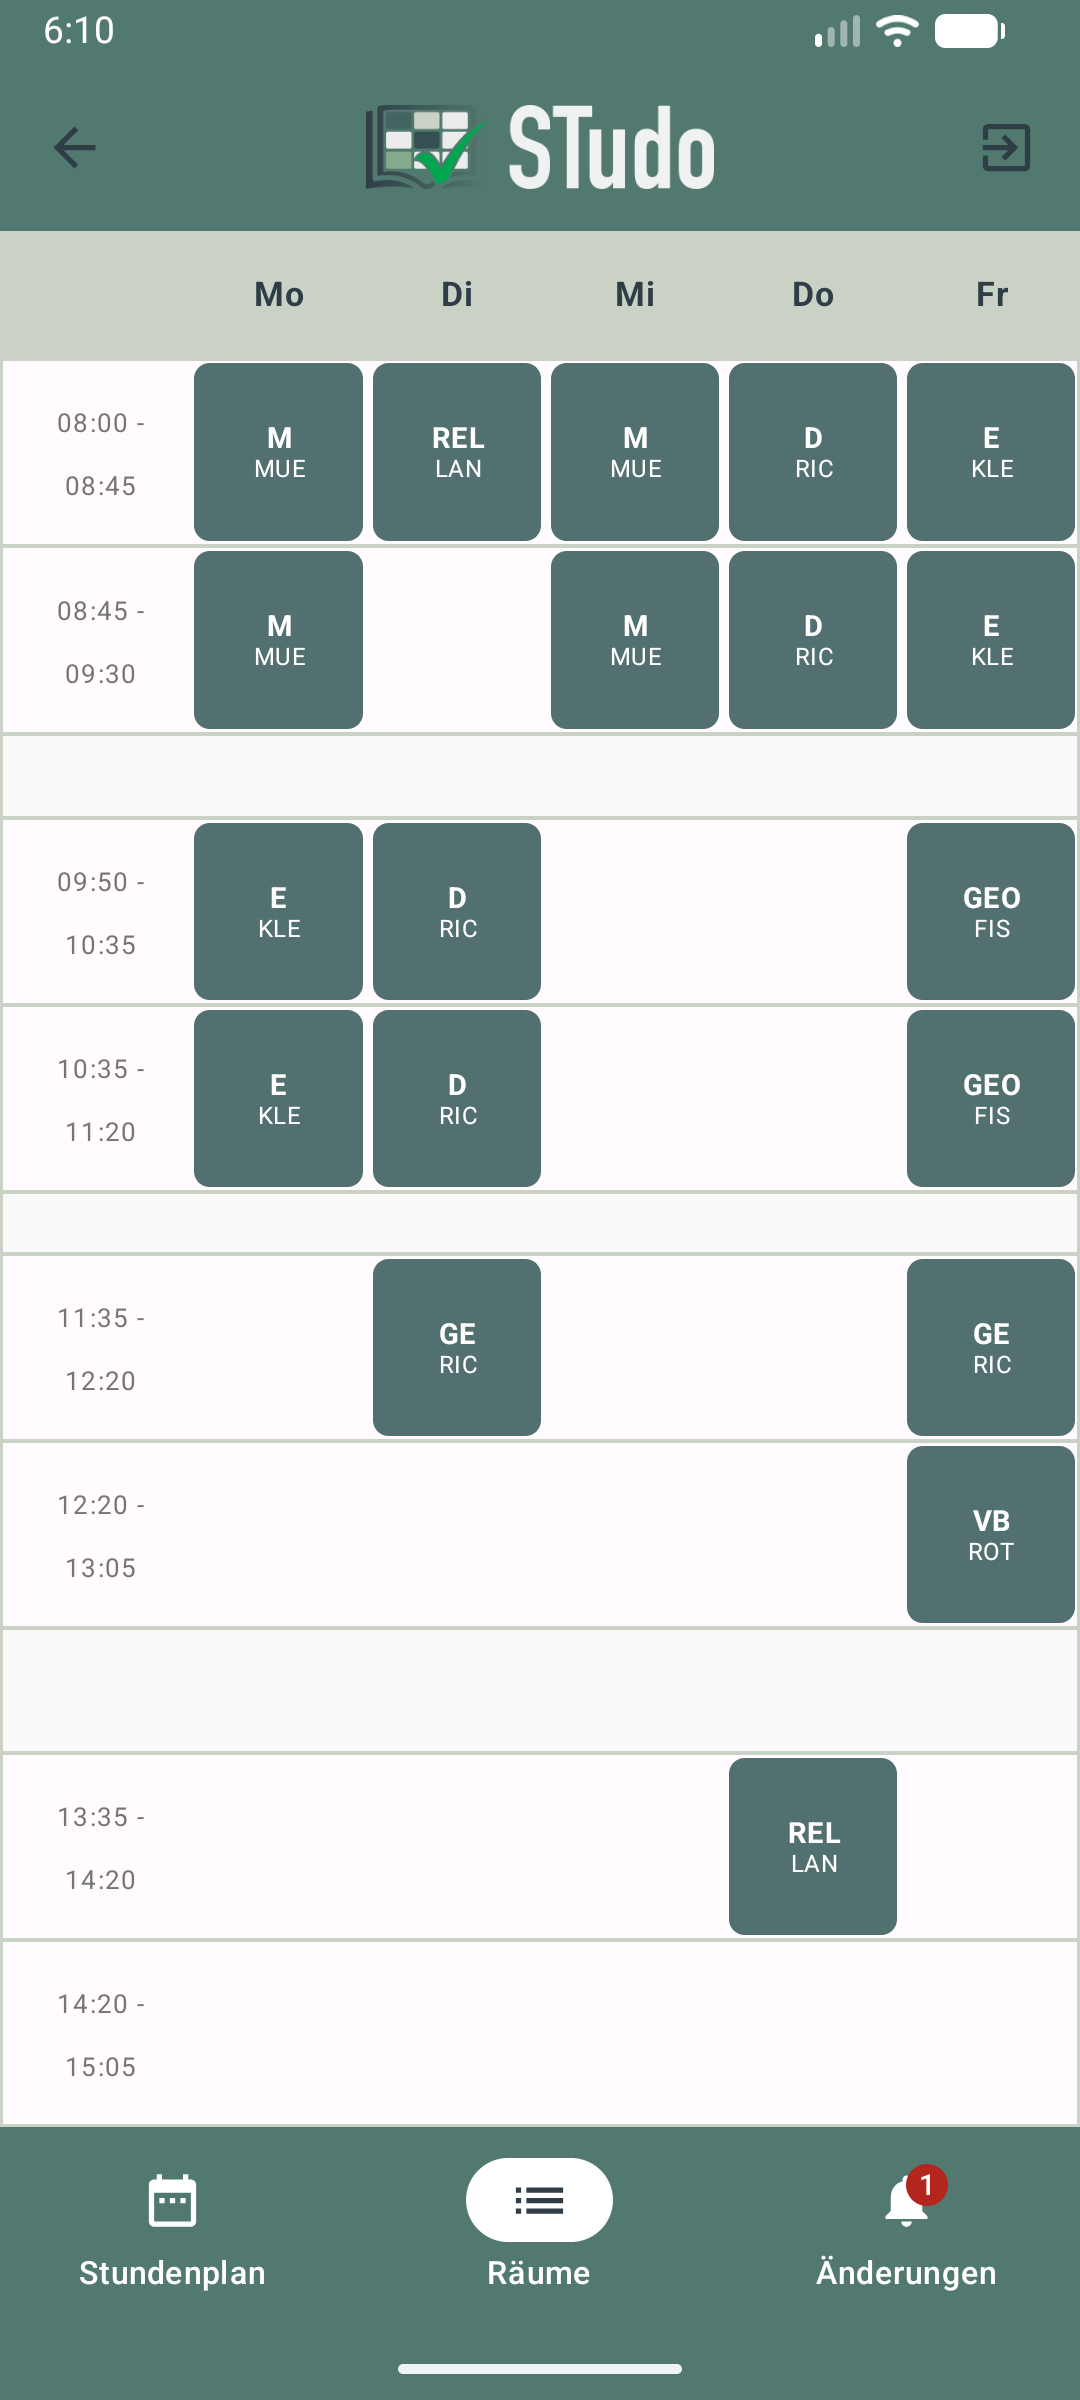 6:10
STudo
Mo Di Mi Do Fr
08:00 -
08:45
M REL M D E
MUE LAN MUE RIC KLE
08:45 -
09:30
M M D E
MUE MUE RIC KLE
09:50 -
10:35
E D GEO
KLE RIC FIS
10:35 -
11:20
E D GEO
KLE RIC FIS
11:35 -
12:20
GE GE
RIC RIC
12:20 -
13:05
VB
ROT
13:35 -
14:20
REL
LAN
14:20 -
15:05
1
Stundenplan Räume Änderungen